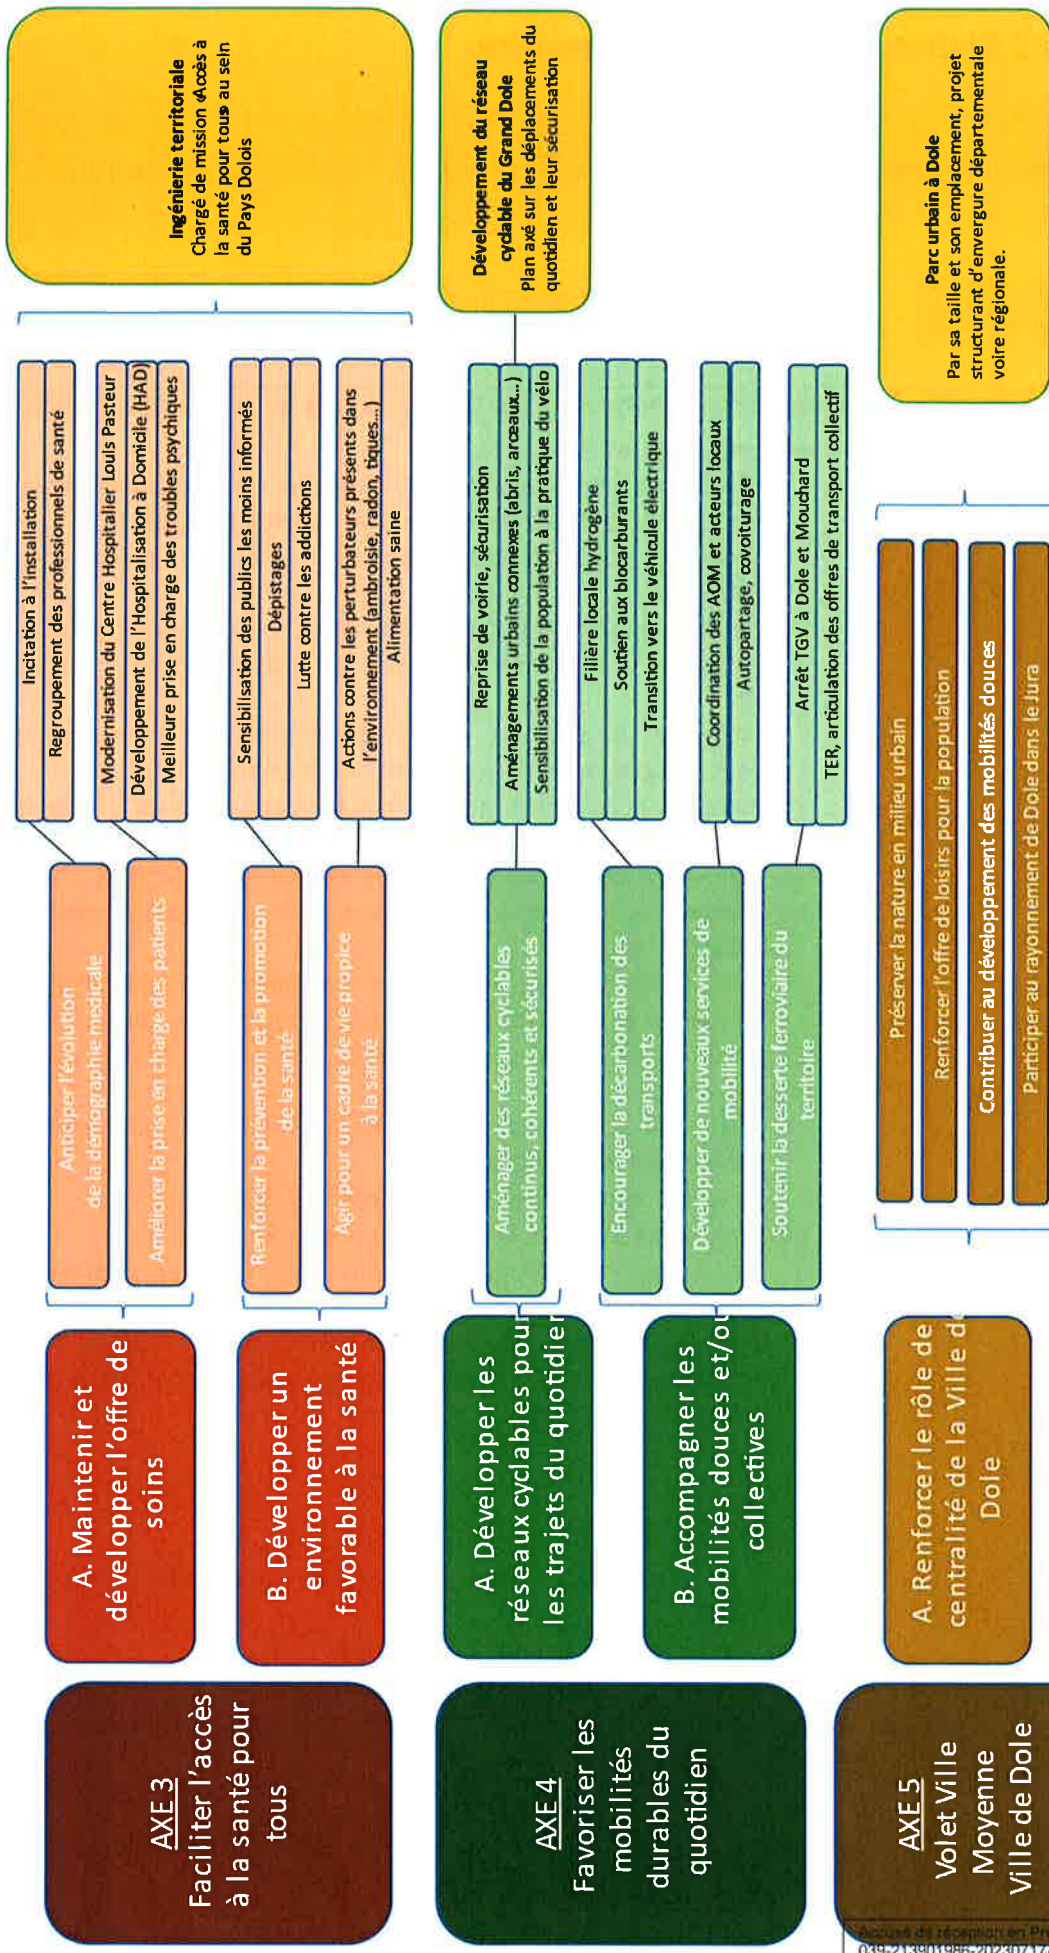 AXE 3
Faciliter l'accès
à la santé pour
tous
A. Maintenir et
développer l'offre de
soins
Anticiper l'évolution
de la démographie médicale
Incitation à l'installation
Regroupement des professionnels de santé
Améliorer la prise en charge des patients
Modernisation du Centre Hospitalier Louis Pasteur
Développement de l'Hospitalisation à Domicile (HAD)
Meilleure prise en charge des troubles psychiques
B. Développer un
environnement
favorable à la santé
Renforcer la prévention et la promotion
de la santé
Sensibilisation des publics les moins informés
Dépistages
Lutte contre les addictions
Agir pour un cadre de vie propice
à la santé
Actions contre les perturbateurs présents dans
l'environnement (ambroisie, radon, tiques...)
Alimentation saine
Ingénierie territoriale
Chargé de mission «Accès à
la santé pour tous» au sein
du Pays Dolois
AXE 4
Favoriser les
mobilités
durables du
quotidien
A. Développer les
réseaux cyclables pour
les trajets du quotidien
Aménager des réseaux cyclables
continus, cohérents et sécurisés
Reprise de voirie, sécurisation
Aménagements urbains connexes (abris, arceaux...)
Sensibilisation de la population à la pratique du vélo
Développement du réseau
cyclable du Grand Dole
Plan axé sur les déplacements du
quotidien et leur sécurisation
B. Accompagner les
mobilités douces et/ou
collectives
Encourager la décarbonation des
transports
Filière locale hydrogène
Soutien aux biocarburants
Transition vers le véhicule électrique
Développer de nouveaux services de
mobilité
Coordination des AOM et acteurs locaux
Autopartage, covoiturage
Soutenir la desserte ferroviaire du
territoire
Arrêt TGV à Dole et Mouchard
TER, articulation des offres de transport collectif
AXE 5
Volet Ville
Moyenne
Ville de Dole
A. Renforcer le rôle de
centralité de la Ville de
Dole
Préserver la nature en milieu urbain
Renforcer l'offre de loisirs pour la population
Contribuer au développement des mobilités douces
Participer au rayonnement de Dole dans le Jura
Parc urbain à Dole
Par sa taille et son emplacement, projet
structurant d'envergure départementale
voire régionale.
Accusé de réception en Pré